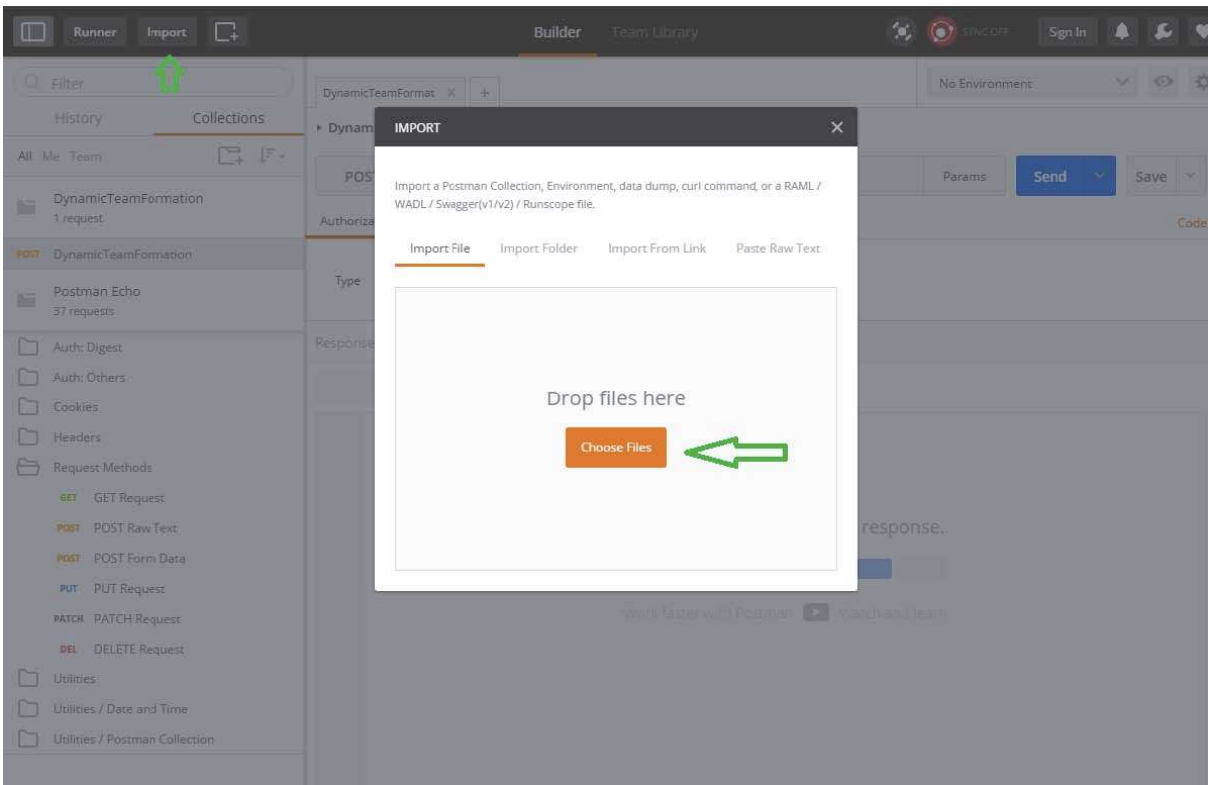 Runner Import Builder Team Library SYNC OFF Sign In
Filter
History Collections
All Me Team
DynamicTeamFormation
1 request
POST DynamicTeamFormation
Postman Echo
37 requests
Auth: Digest
Auth: Others
Cookies
Headers
Request Methods
GET GET Request
POST POST Raw Text
POST POST Form Data
PUT PUT Request
PATCH PATCH Request
DEL DELETE Request
Utilities
Utilities / Date and Time
Utilities / Postman Collection
DynamicTeamFormat X +
No Environment
Dynam
POS
Params Send Save
Authoriza
Code
Type
Response
IMPORT
Import a Postman Collection, Environment, data dump, curl command, or a RAML /
WADL / Swagger(v1/v2) / Runscope file.
Import File Import Folder Import From Link Paste Raw Text
Drop files here
Choose Files
response.
Work faster with Postman Watch and learn